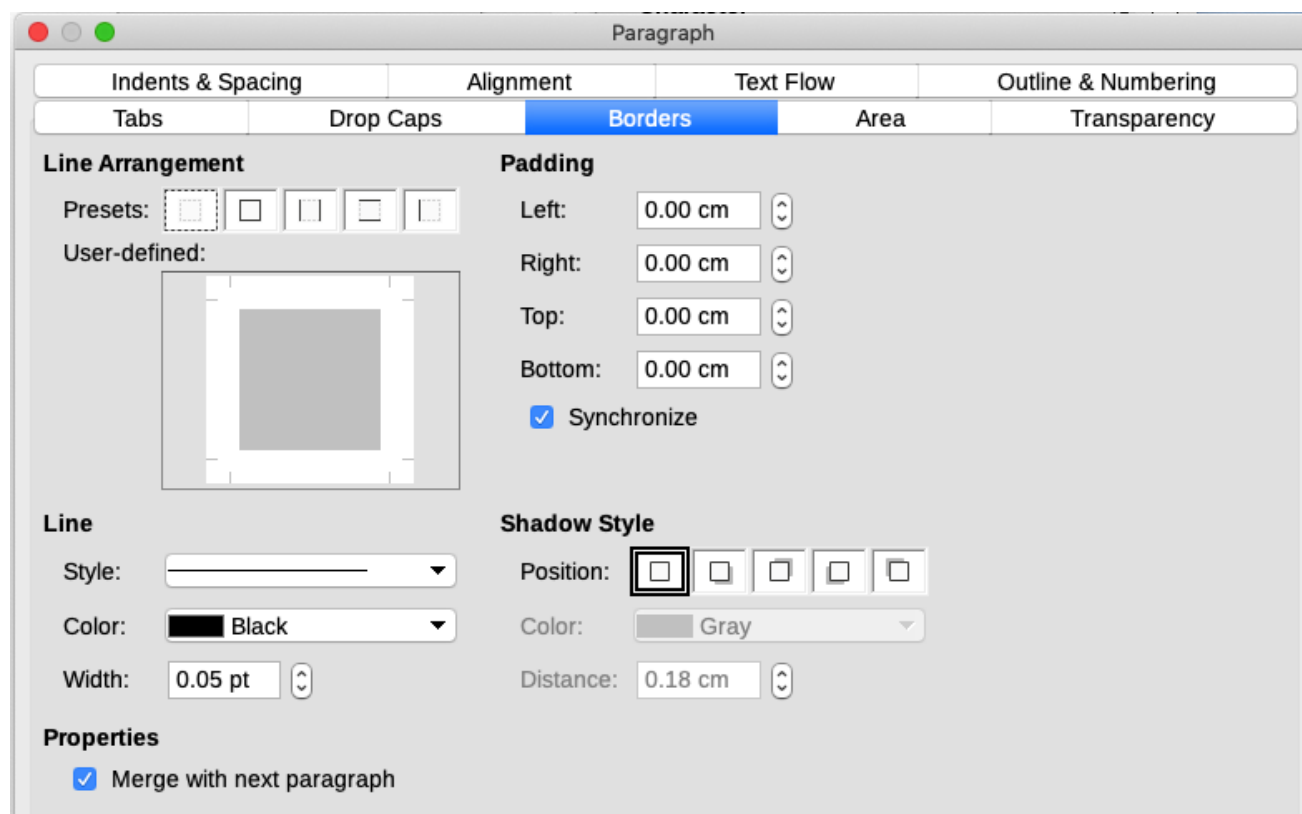 Paragraph
Indents & Spacing Alignment Text Flow Outline & Numbering
Tabs Drop Caps Borders Area Transparency
Line Arrangement
Presets:
User-defined:
Padding
Left: 0.00 cm
Right: 0.00 cm
Top: 0.00 cm
Bottom: 0.00 cm
Synchronize
Line
Style:
Color: Black
Width: 0.05 pt
Shadow Style
Position:
Color: Gray
Distance: 0.18 cm
Properties
Merge with next paragraph